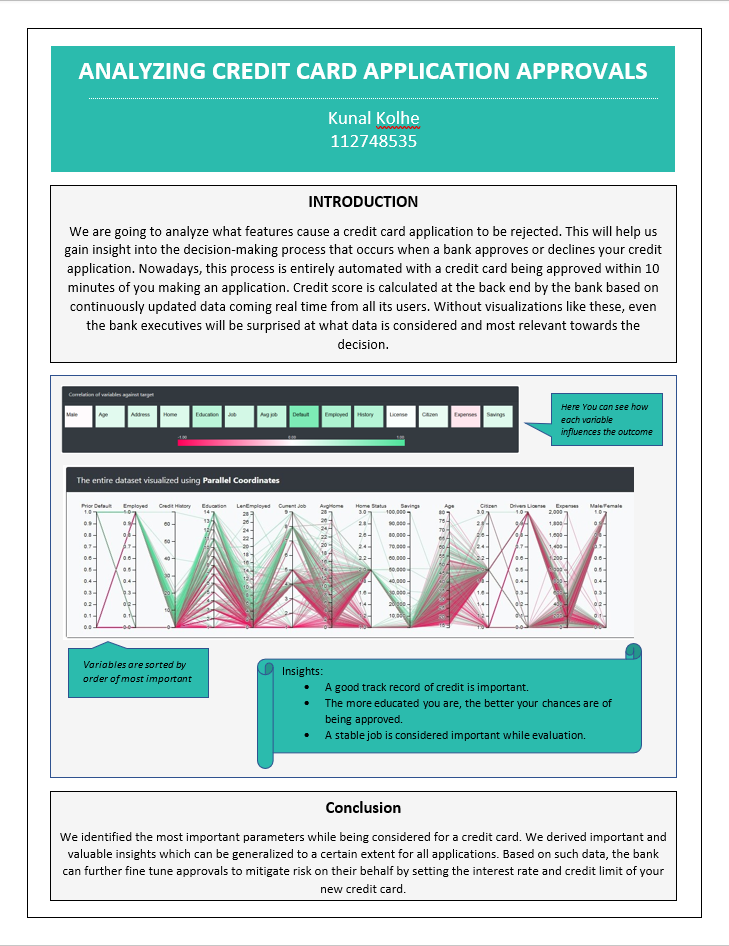 ANALYZING CREDIT CARD APPLICATION APPROVALS
Kunal Kolhe
112748535
INTRODUCTION
We are going to analyze what features cause a credit card application to be rejected. This will help us
gain insight into the decision-making process that occurs when a bank approves or declines your credit
application. Nowadays, this process is entirely automated with a credit card being approved within 10
minutes of you making an application. Credit score is calculated at the back end by the bank based on
continuously updated data coming real time from all its users. Without visualizations like these, even
the bank executives will be surprised at what data is considered and most relevant towards the
decision.
Correlation of variables against target
Male Age Address Home Education Job Avg job Default Employed History License Citizen Expenses Savings
-1.00 0.00 1.00
Here You can see how
each variable
influences the outcome
The entire dataset visualized using Parallel Coordinates
Prior Default Employed Credit History Education LenEmployed Current Job AvgHome Home Status Savings Age Citizen Drivers License Expenses Male/Female
Variables are sorted by
order of most important
Insights:
• A good track record of credit is important.
• The more educated you are, the better your chances are of
being approved.
• A stable job is considered important while evaluation.
Conclusion
We identified the most important parameters while being considered for a credit card. We derived important and
valuable insights which can be generalized to a certain extent for all applications. Based on such data, the bank
can further fine tune approvals to mitigate risk on their behalf by setting the interest rate and credit limit of your
new credit card.